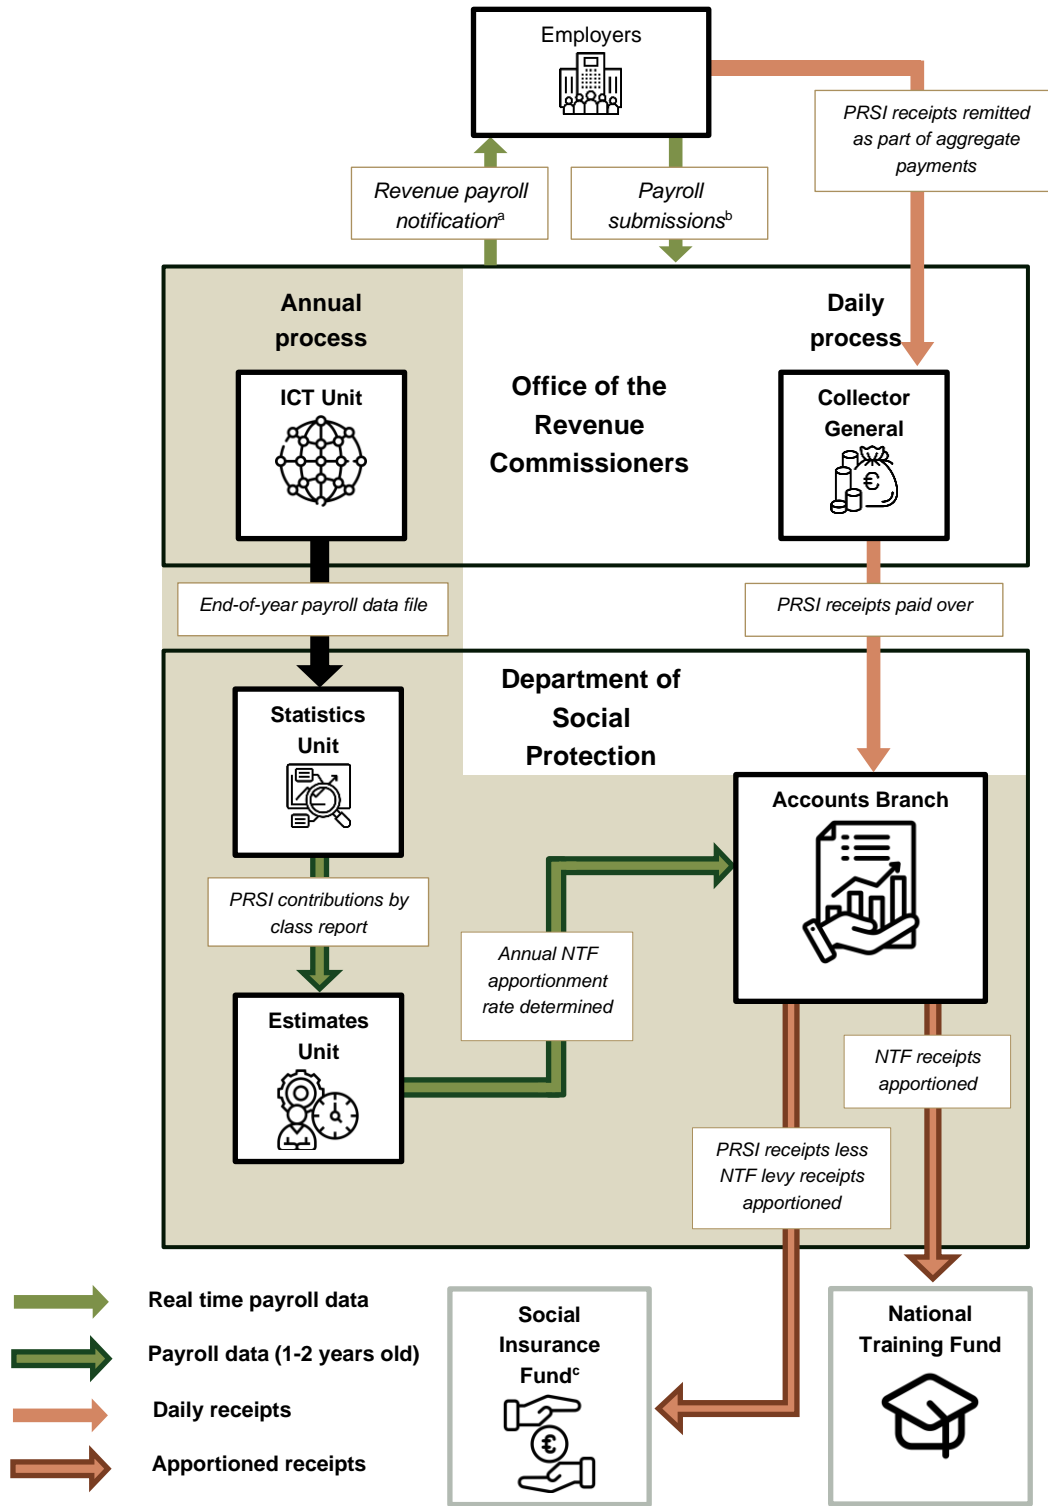 Employers
PRSI receipts remitted
as part of aggregate
payments
Revenue payroll
notificationᵃ
Payroll
submissionsᵇ
Annual
process
Daily
process
ICT Unit
Office of the
Revenue
Commissioners
Collector
General
€
End-of-year payroll data file
PRSI receipts paid over
Department of
Social
Protection
Statistics
Unit
Accounts Branch
PRSI contributions by
class report
Annual NTF
apportionment
rate determined
Estimates
Unit
NTF receipts
apportioned
PRSI receipts less
NTF levy receipts
apportioned
Real time payroll data
Payroll data (1-2 years old)
Daily receipts
Apportioned receipts
Social
Insurance
Fundᶜ
€
National
Training Fund